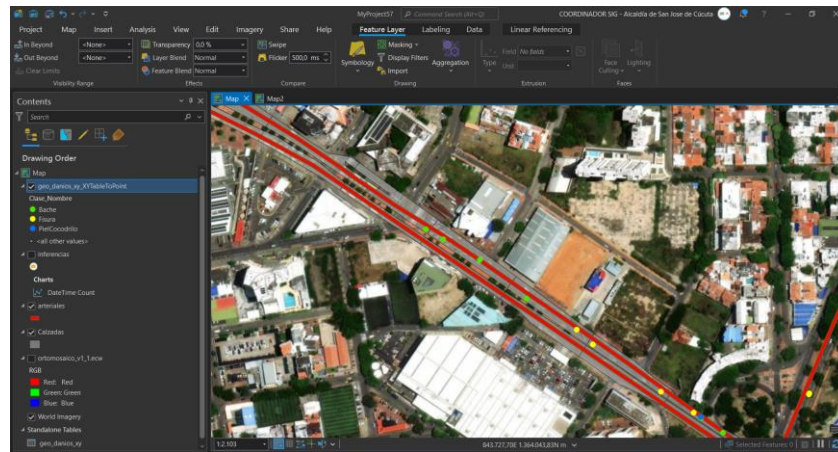 MyProject57 Command Search (Alt+Q) COORDINADOR SIG - Alcaldía de San Jose de Cúcuta
Project Map Insert Analysis View Edit Imagery Share Help Feature Layer Labeling Data Linear Referencing
In Beyond <None> Transparency 0,0 % Swipe Masking Field No fields
Out Beyond <None> Layer Blend Normal Flicker 500,0 ms Symbology Display Filters Aggregation Type Unit Face Culling Lighting
Clear Limits Feature Blend Normal Import
Visibility Range Effects Compare Drawing Extrusion Faces
Contents Map Map2
Search
Drawing Order
Map
geo_danios_xy_XYTableToPoint
Clase_Nombre
Bache
Fisura
PielCocodrilo
<all other values>
Inferencias
Charts
DateTime Count
arteriales
Calzadas
ortomosaico_v1_1.ecw
RGB
Red: Red
Green: Green
Blue: Blue
World Imagery
Standalone Tables
geo_danios_xy
1:2.103 843.727,70E 1.364.043,83N m Selected Features: 0